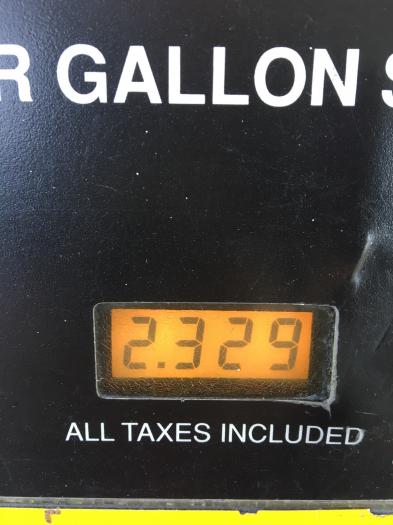 R GALLON S
2.329
ALL TAXES INCLUDED